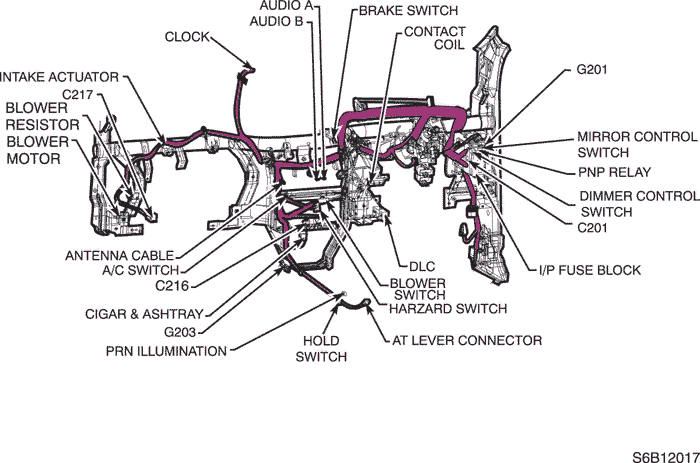 AUDIO A
AUDIO B
BRAKE SWITCH
CLOCK
CONTACT
COIL
G201
INTAKE ACTUATOR
C217
BLOWER
RESISTOR
BLOWER
MOTOR
MIRROR CONTROL
SWITCH
PNP RELAY
DIMMER CONTROL
SWITCH
C201
I/P FUSE BLOCK
ANTENNA CABLE
A/C SWITCH
C216
DLC
BLOWER
SWITCH
HARZARD SWITCH
CIGAR & ASHTRAY
G203
PRN ILLUMINATION
HOLD
SWITCH
AT LEVER CONNECTOR
S6B12017